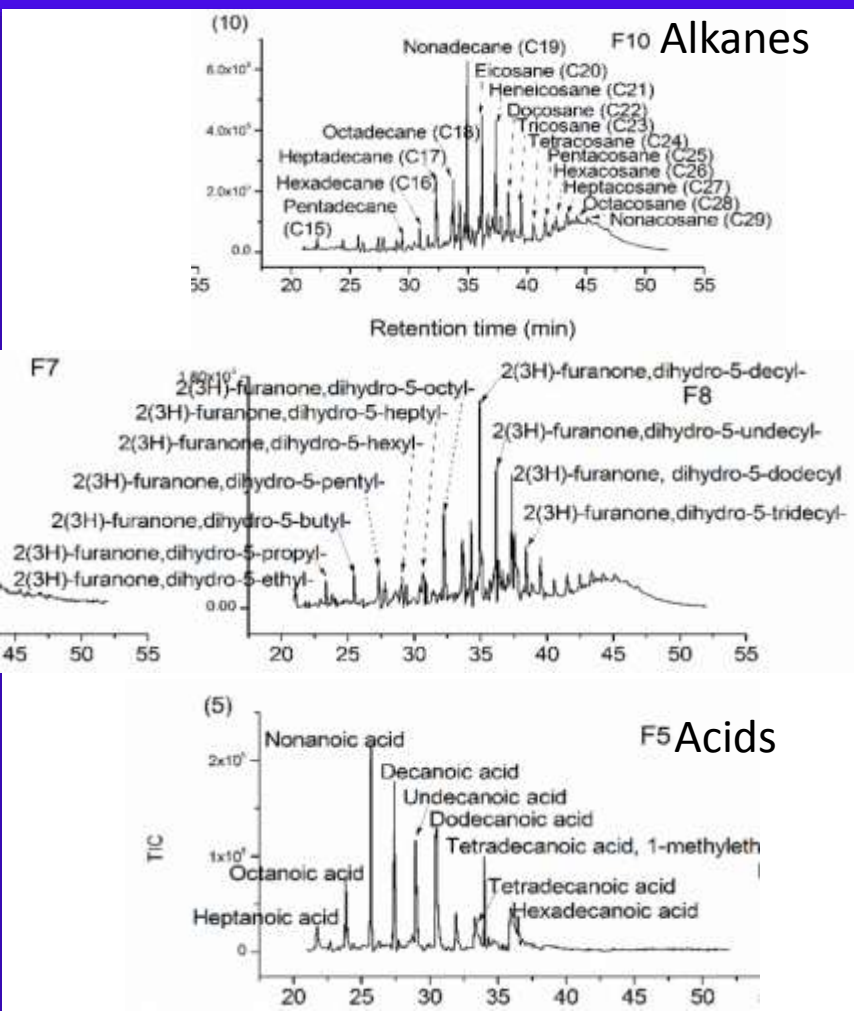 (10)
F10 Alkanes
Nonadecane (C19)
Eicosane (C20)
Heneicosane (C21)
Docosane (C22)
Octadecane (C18)
Tricosane (C23)
Tetracosane (C24)
Heptadecane (C17)
Pentacosane (C25)
Hexadecane (C16)
Hexacosane (C26)
Heptacosane (C27)
Pentadecane
(C15)
Octacosane (C28)
Nonacosane (C29)
0.0
55 20 25 30 35 40 45 50 55
Retention time (min)
F7
2(3H)-furanone,dihydro-5-decyl-
2(3H)-furanone,dihydro-5-octyl-
F8
2(3H)-furanone,dihydro-5-heptyl-
2(3H)-furanone,dihydro-5-undecyl-
2(3H)-furanone,dihydro-5-hexyl-
2(3H)-furanone, dihydro-5-dodecyl
2(3H)-furanone,dihydro-5-pentyl-
2(3H)-furanone,dihydro-5-tridecyl-
2(3H)-furanone,dihydro-5-butyl-
2(3H)-furanone,dihydro-5-propyl-
2(3H)-furanone,dihydro-5-ethyl-
0.00
45 50 55 20 25 30 35 40 45 50 55
(5)
F5 Acids
Nonanoic acid
Decanoic acid
Undecanoic acid
Dodecanoic acid
Tetradecanoic acid, 1-methyleth
Octanoic acid
Tetradecanoic acid
Heptanoic acid
Hexadecanoic acid
TIC
0
20 25 30 35 40 45 50